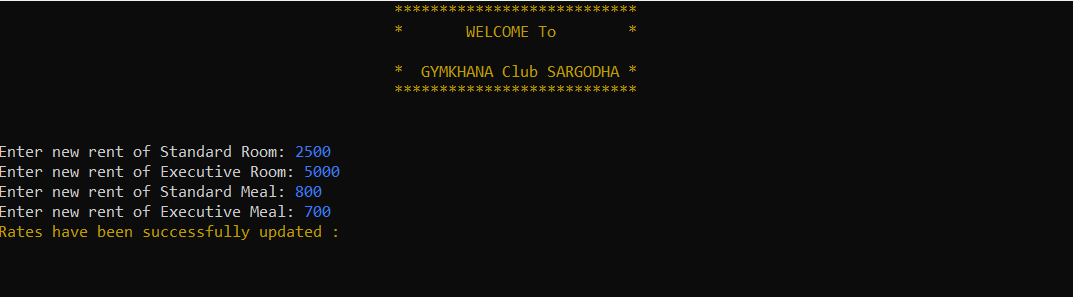 ***************************
* WELCOME To *
* GYMKHANA Club SARGODHA *
***************************
Enter new rent of Standard Room: 2500
Enter new rent of Executive Room: 5000
Enter new rent of Standard Meal: 800
Enter new rent of Executive Meal: 700
Rates have been successfully updated :